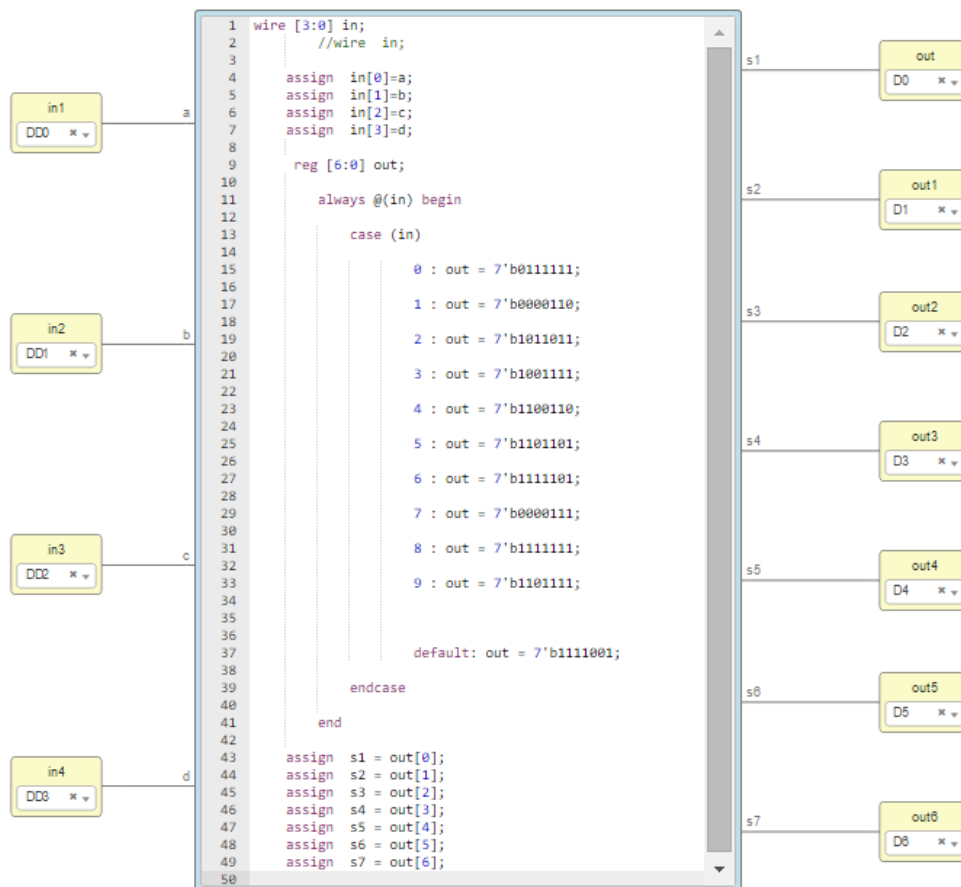 in1
DD0
a
in2
DD1
b
in3
DD2
c
in4
DD3
d
1 wire [3:0] in;
2 //wire  in;
3
4 assign  in[0]=a;
5 assign  in[1]=b;
6 assign  in[2]=c;
7 assign  in[3]=d;
8
9 reg [6:0] out;
10
11 always @(in) begin
12
13 case (in)
14
15 0 : out = 7'b0111111;
16
17 1 : out = 7'b0000110;
18
19 2 : out = 7'b1011011;
20
21 3 : out = 7'b1001111;
22
23 4 : out = 7'b1100110;
24
25 5 : out = 7'b1101101;
26
27 6 : out = 7'b1111101;
28
29 7 : out = 7'b0000111;
30
31 8 : out = 7'b1111111;
32
33 9 : out = 7'b1101111;
34
35
36
37 default: out = 7'b1111001;
38
39 endcase
40
41 end
42
43 assign  s1 = out[0];
44 assign  s2 = out[1];
45 assign  s3 = out[2];
46 assign  s4 = out[3];
47 assign  s5 = out[4];
48 assign  s6 = out[5];
49 assign  s7 = out[6];
50
s1
out
D0
s2
out1
D1
s3
out2
D2
s4
out3
D3
s5
out4
D4
s6
out5
D5
s7
out6
D6